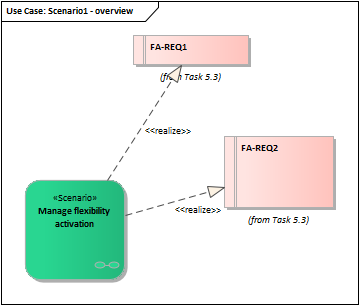 Use Case: Scenario1 - overview
FA-REQ1
(from Task 5.3)
<<realize>>
FA-REQ2
«Scenario»
Manage flexibility
activation
<<realize>>
(from Task 5.3)